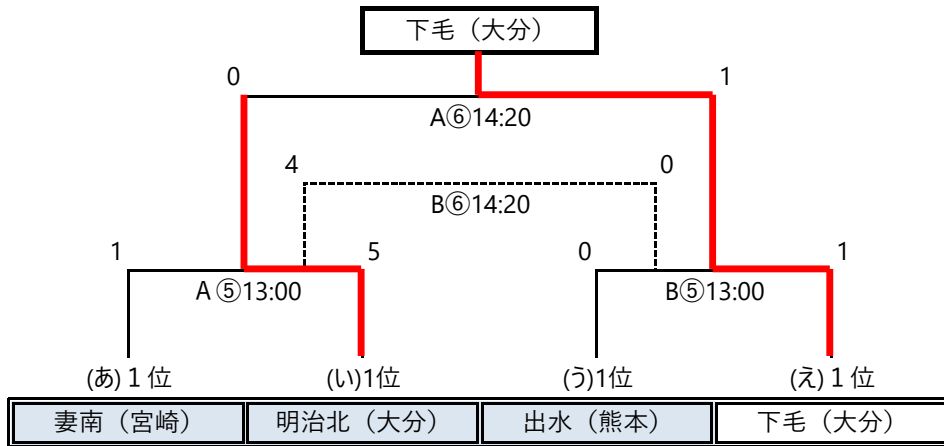 下毛（大分）
0 1
A⑥14:20
4 0
B⑥14:20
1 5 0 1
A ⑤13:00 B⑤13:00
(あ)１位 (い)1位 (う)1位 (え)１位
妻南（宮崎） 明治北（大分） 出水（熊本） 下毛（大分）